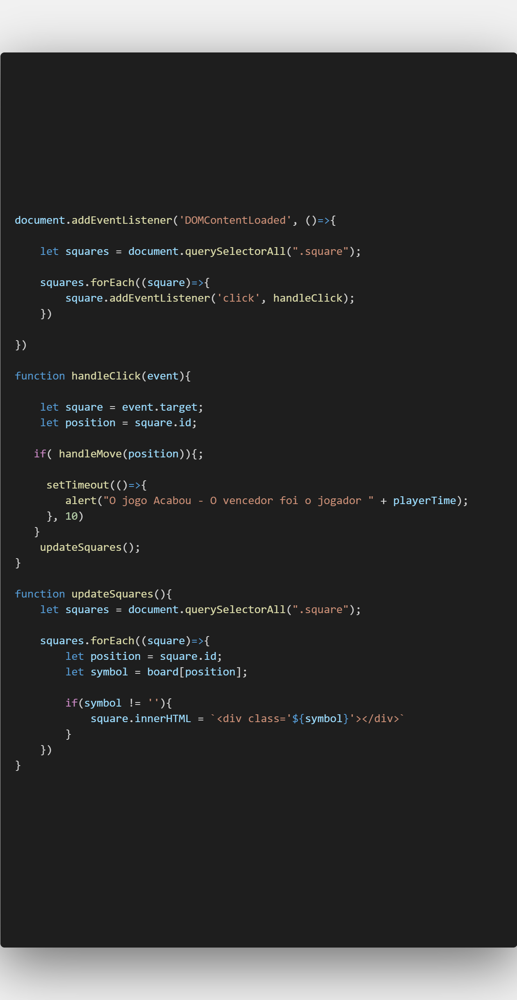 document.addEventListener('DOMContentLoaded', ()=>{
    let squares = document.querySelectorAll(".square");
    squares.forEach((square)=>{
        square.addEventListener('click', handleClick);
    })
})
function handleClick(event){
    let square = event.target;
    let position = square.id;
   if( handleMove(position)){;
     setTimeout(()=>{
        alert("O jogo Acabou - O vencedor foi o jogador " + playerTime);
     }, 10)
   }
    updateSquares();
}
function updateSquares(){
    let squares = document.querySelectorAll(".square");
    squares.forEach((square)=>{
        let position = square.id;
        let symbol = board[position];
        if(symbol != ''){
            square.innerHTML = `<div class='${symbol}'></div>`
        }
    })
}